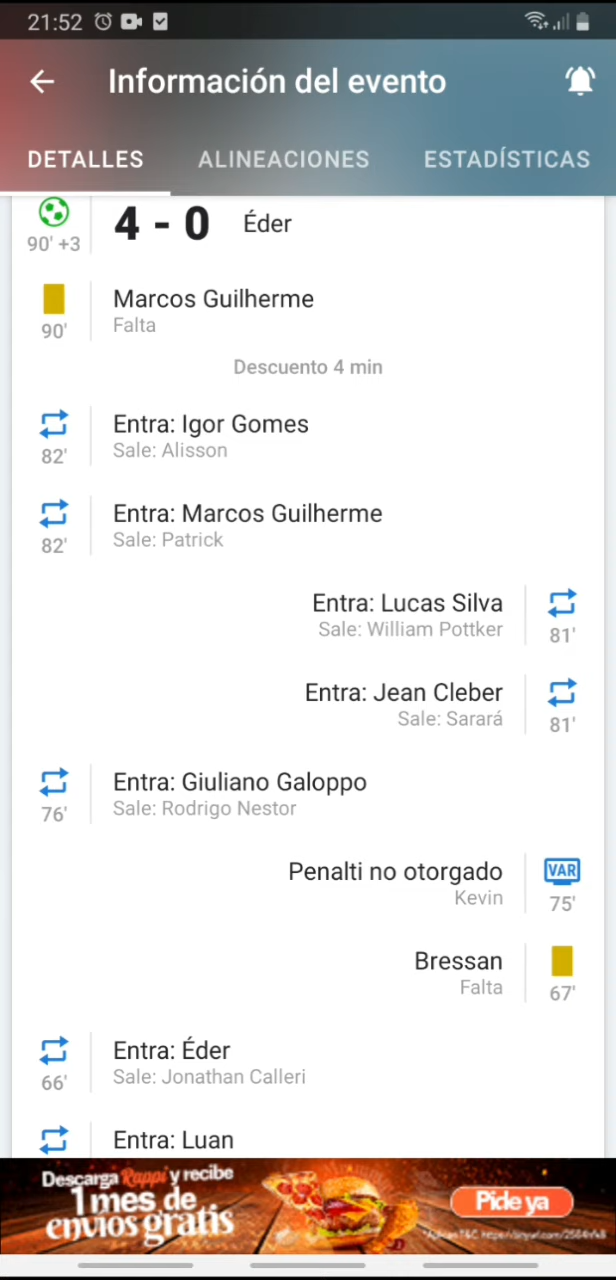 21:52
Información del evento
DETALLES ALINEACIONES ESTADÍSTICAS
4 - 0 Éder
90' +3
Marcos Guilherme
Falta
90'
Descuento 4 min
Entra: Igor Gomes
Sale: Alisson
82'
Entra: Marcos Guilherme
Sale: Patrick
82'
Entra: Lucas Silva
Sale: William Pottker
81'
Entra: Jean Cleber
Sale: Sarará
81'
Entra: Giuliano Galoppo
Sale: Rodrigo Nestor
76'
Penalti no otorgado
VAR
Kevin
75'
Bressan
Falta
67'
Entra: Éder
Sale: Jonathan Calleri
66'
Entra: Luan
Descarga Rappi y recibe
1 mes de
envíos gratis
Pide ya